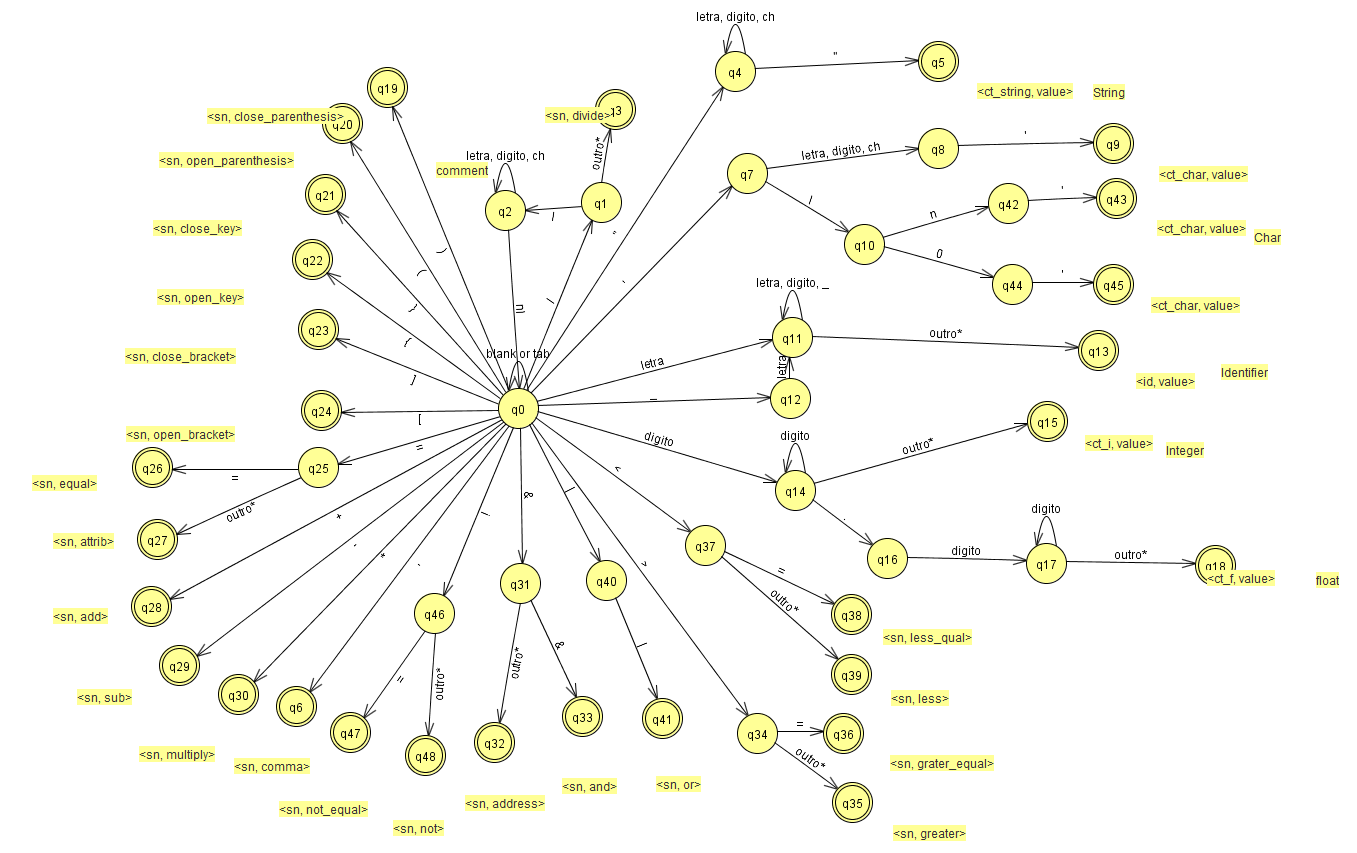 letra, digito, ch
q4
"
q5
<ct_string, value>
String
q19
<sn, close_parenthesis>
q20
<sn, divide>
q3
<sn, open_parenthesis>
letra, digito, ch
comment
outro*
q7
letra, digito, ch
q8
'
q9
<ct_char, value>
q21
q2
/
q1
/
q10
n
q42
'
q43
<ct_char, value>
Char
<sn, close_key>
)
(
"
0
q44
'
q45
<ct_char, value>
q22
<sn, open_key>
}
/
'
letra, digito, _
q11
outro*
q13
<id, value>
Identifier
q23
<sn, close_bracket>
{
]
blank or tab
letra
letra
_
q12
q24
[
q0
<sn, open_bracket>
digito
digito
q14
outro*
q15
<ct_i, value>
Integer
q26
=
q25
=
<sn, equal>
outro*
q27
<sn, attrib>
+
-
*
,
!
&
|
<
>
.
q16
digito
digito
q17
outro*
q18
<ct_f, value>
float
q37
=
outro*
q38
<sn, less_qual>
q39
<sn, less>
q28
<sn, add>
q29
<sn, sub>
q30
<sn, multiply>
q6
<sn, comma>
q46
=
outro*
q47
<sn, not_equal>
q48
<sn, not>
q31
outro*
&
q32
<sn, address>
q33
<sn, and>
q40
|
q41
<sn, or>
q34
=
q36
<sn, grater_equal>
outro*
q35
<sn, greater>